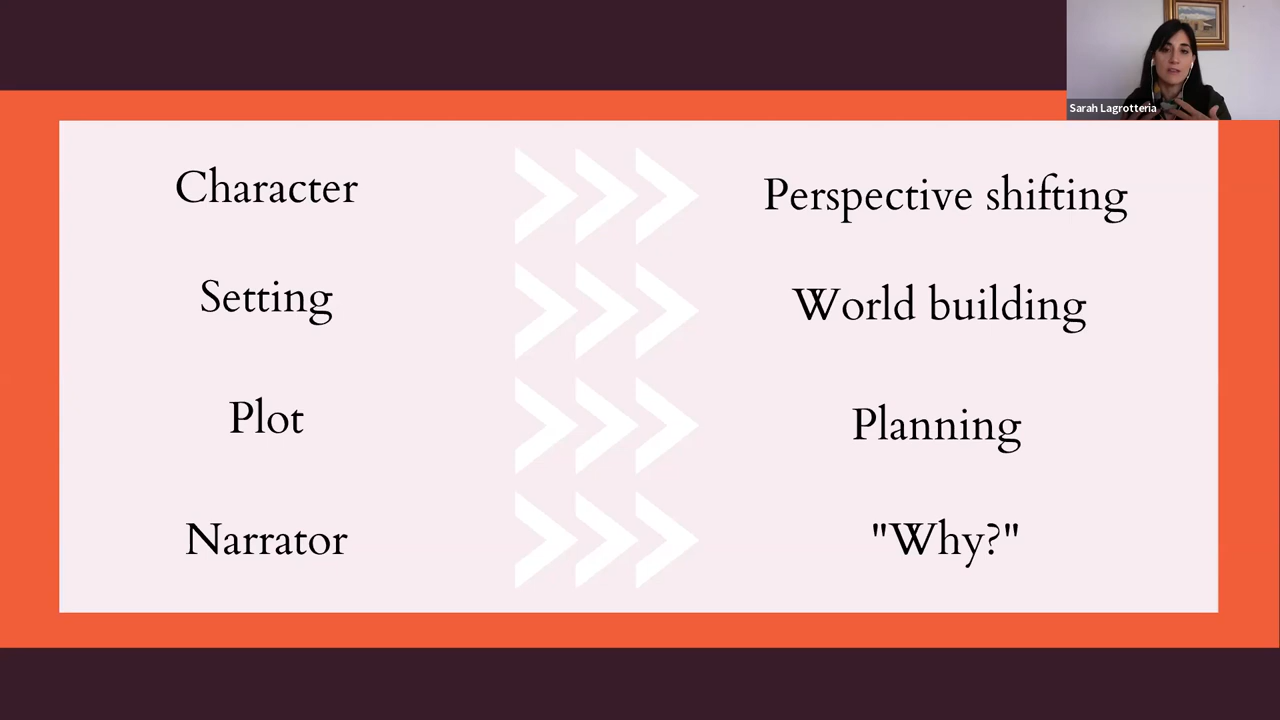 Sarah Lagrotteria
Character
Perspective shifting
Setting
World building
Plot
Planning
Narrator
"Why?"